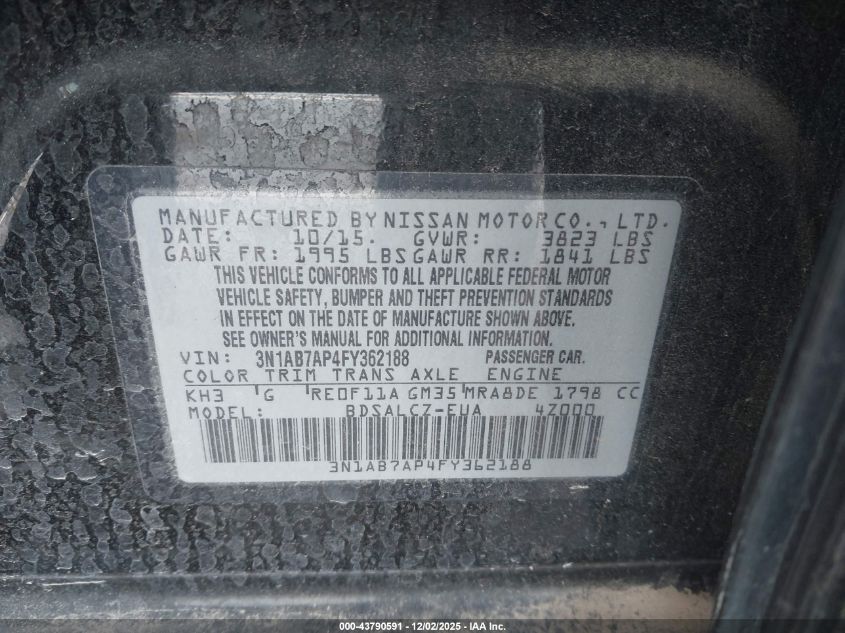 MANUFACTURED BY NISSAN MOTOR CO., LTD.
DATE: 10/15. GVWR: 3823 LBS
GAWR FR: 1995 LBS GAWR RR: 1841 LBS
THIS VEHICLE CONFORMS TO ALL APPLICABLE FEDERAL MOTOR
VEHICLE SAFETY, BUMPER AND THEFT PREVENTION STANDARDS
IN EFFECT ON THE DATE OF MANUFACTURE SHOWN ABOVE.
SEE OWNER'S MANUAL FOR ADDITIONAL INFORMATION.
VIN: 3N1AB7AP4FY362188 PASSENGER CAR.
COLOR TRIM TRANS AXLE ENGINE
KH3 G RE0F11A GM35 MRA8DE 1798 CC
MODEL: BDSALCZ-EUA 4Z000
3N1AB7AP4FY362188
000-43790591 - 12/02/2025 - IAA Inc.